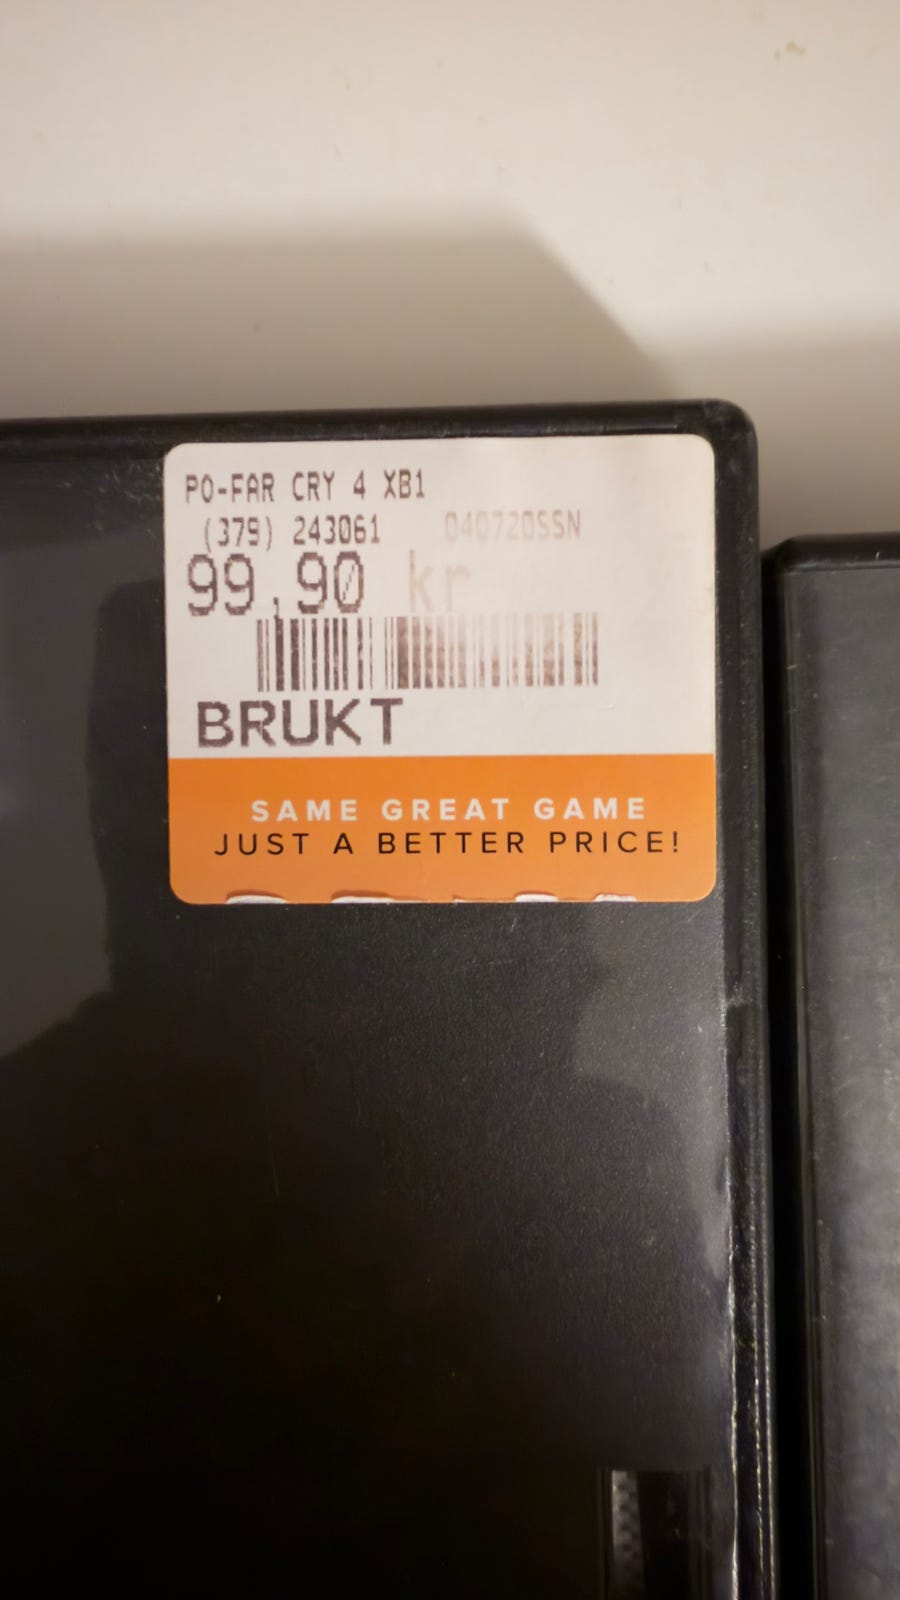 PO-FAR CRY 4 XB1
(379) 243061 040720SSN
99,90 kr
BRUKT
SAME GREAT GAME
JUST A BETTER PRICE!